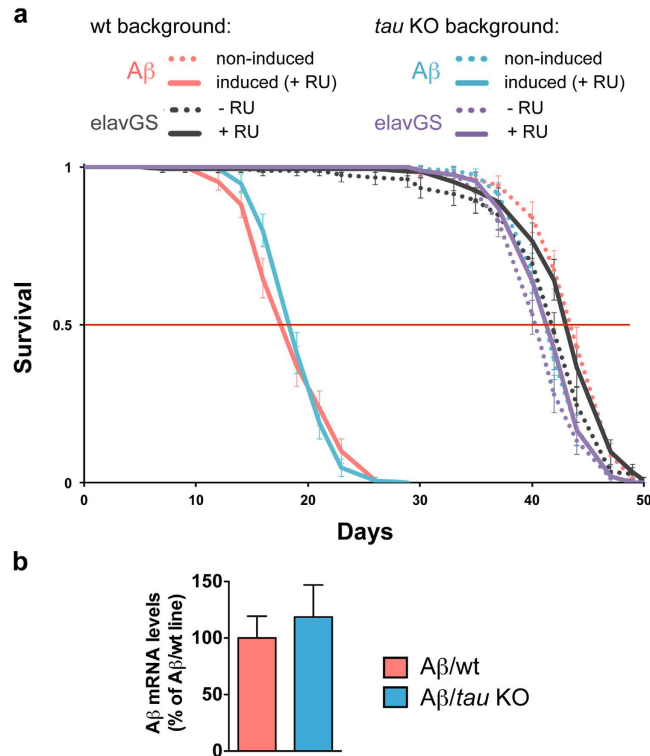 a
wt background:
tau KO background:
Aβ
non-induced
induced (+ RU)
elavGS
- RU
+ RU
Aβ
non-induced
induced (+ RU)
elavGS
- RU
+ RU
Survival
1
0.5
0
0 10 20 30 40 50
Days
b
Aβ mRNA levels
(% of Aβ/wt line)
150
100
50
0
Aβ/wt
Aβ/tau KO